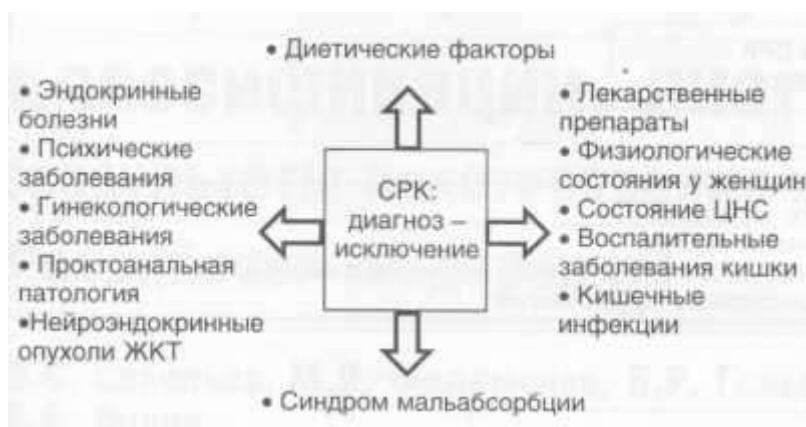 • Диетические факторы
• Эндокринные
болезни
• Психические
заболевания
• Гинекологические
заболевания
• Проктоанальная
патология
•Нейроэндокринные
опухоли ЖКТ
СРК:
диагноз –
исключение
• Лекарственные
препараты
• Физиологические
состояния у женщин
• Состояние ЦНС
• Воспалительные
заболевания кишки
• Кишечные
инфекции
• Синдром мальабсорбции